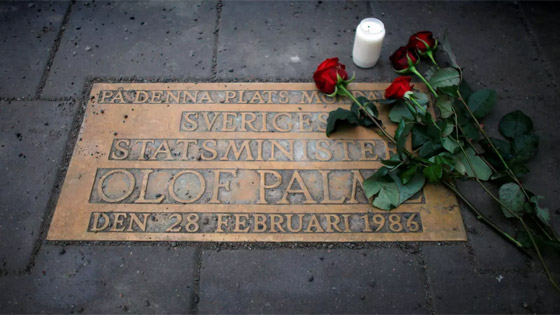 PÅ DENNA PLATS
SVERIGES
STATSMINISTER
OLOF PALME
DEN 28 FEBRUARI 1986